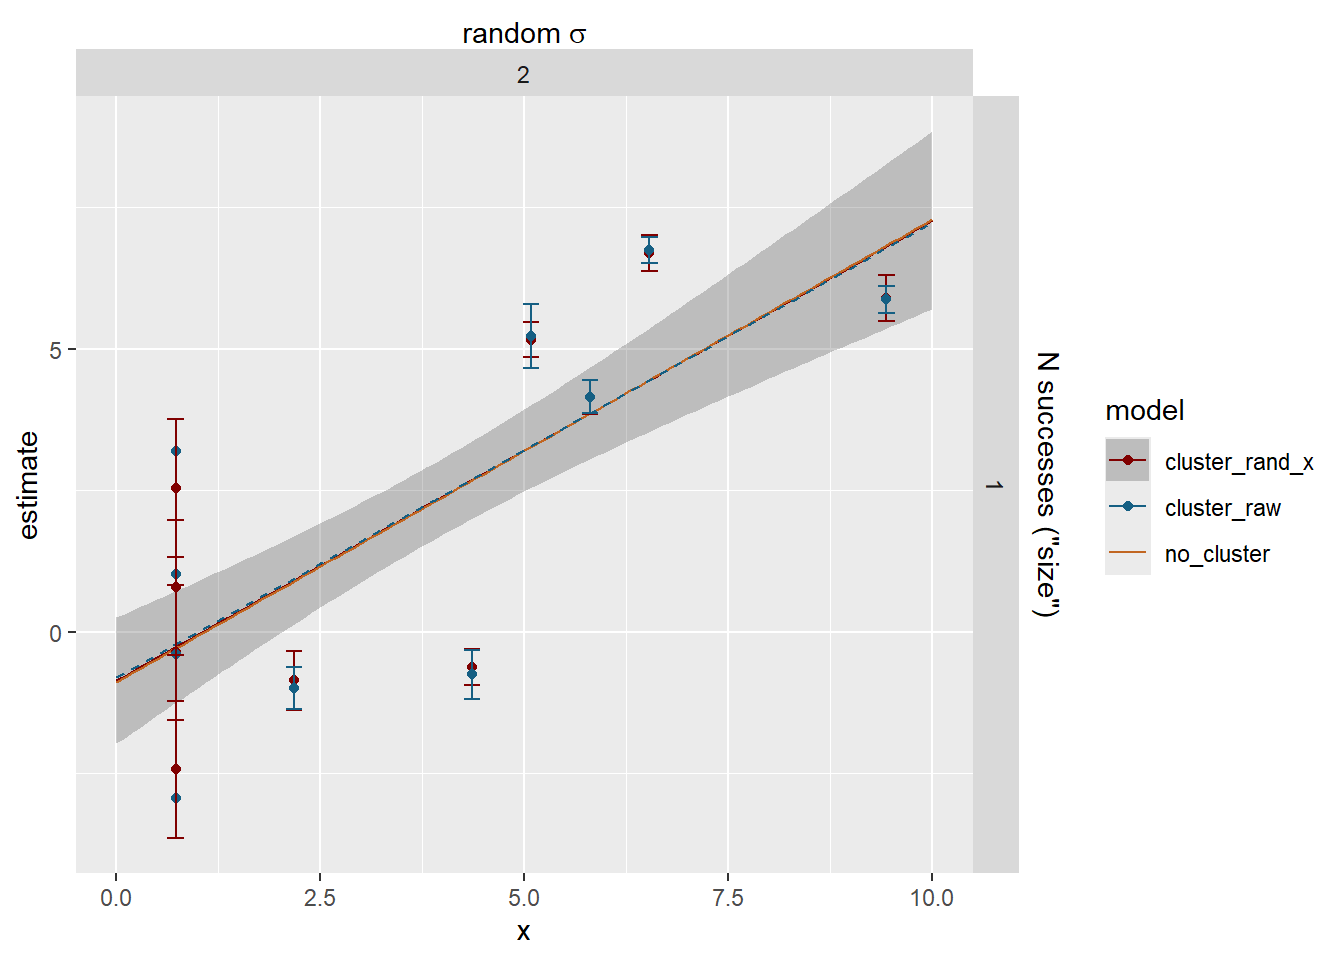 random σ
2
5
0
estimate
0.0 2.5 5.0 7.5 10.0
x
1
N successes ("size")
model
cluster_rand_x
cluster_raw
no_cluster